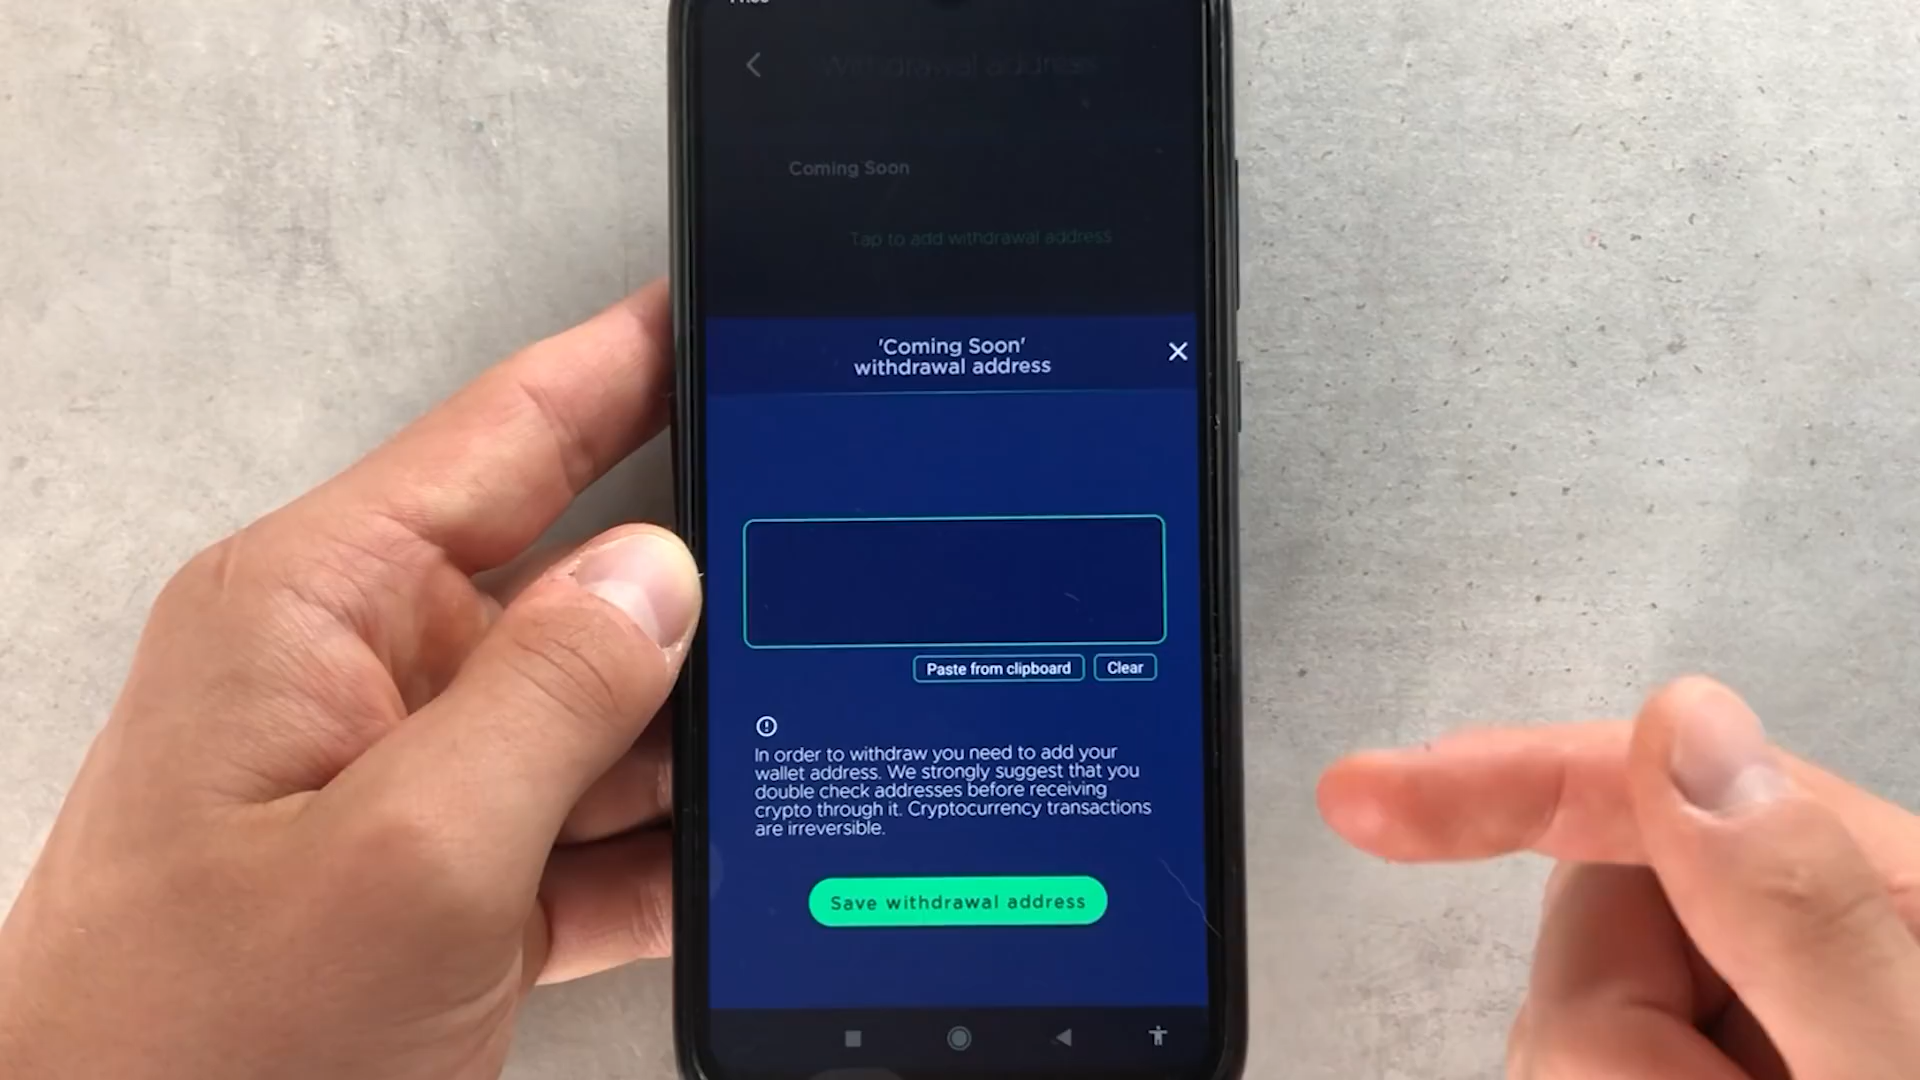 Withdrawal address
Coming Soon
Tap to add withdrawal address
'Coming Soon'
withdrawal address
Paste from clipboard
Clear
In order to withdraw you need to add your
wallet address. We strongly suggest that you
double check addresses before receiving
crypto through it. Cryptocurrency transactions
are irreversible.
Save withdrawal address